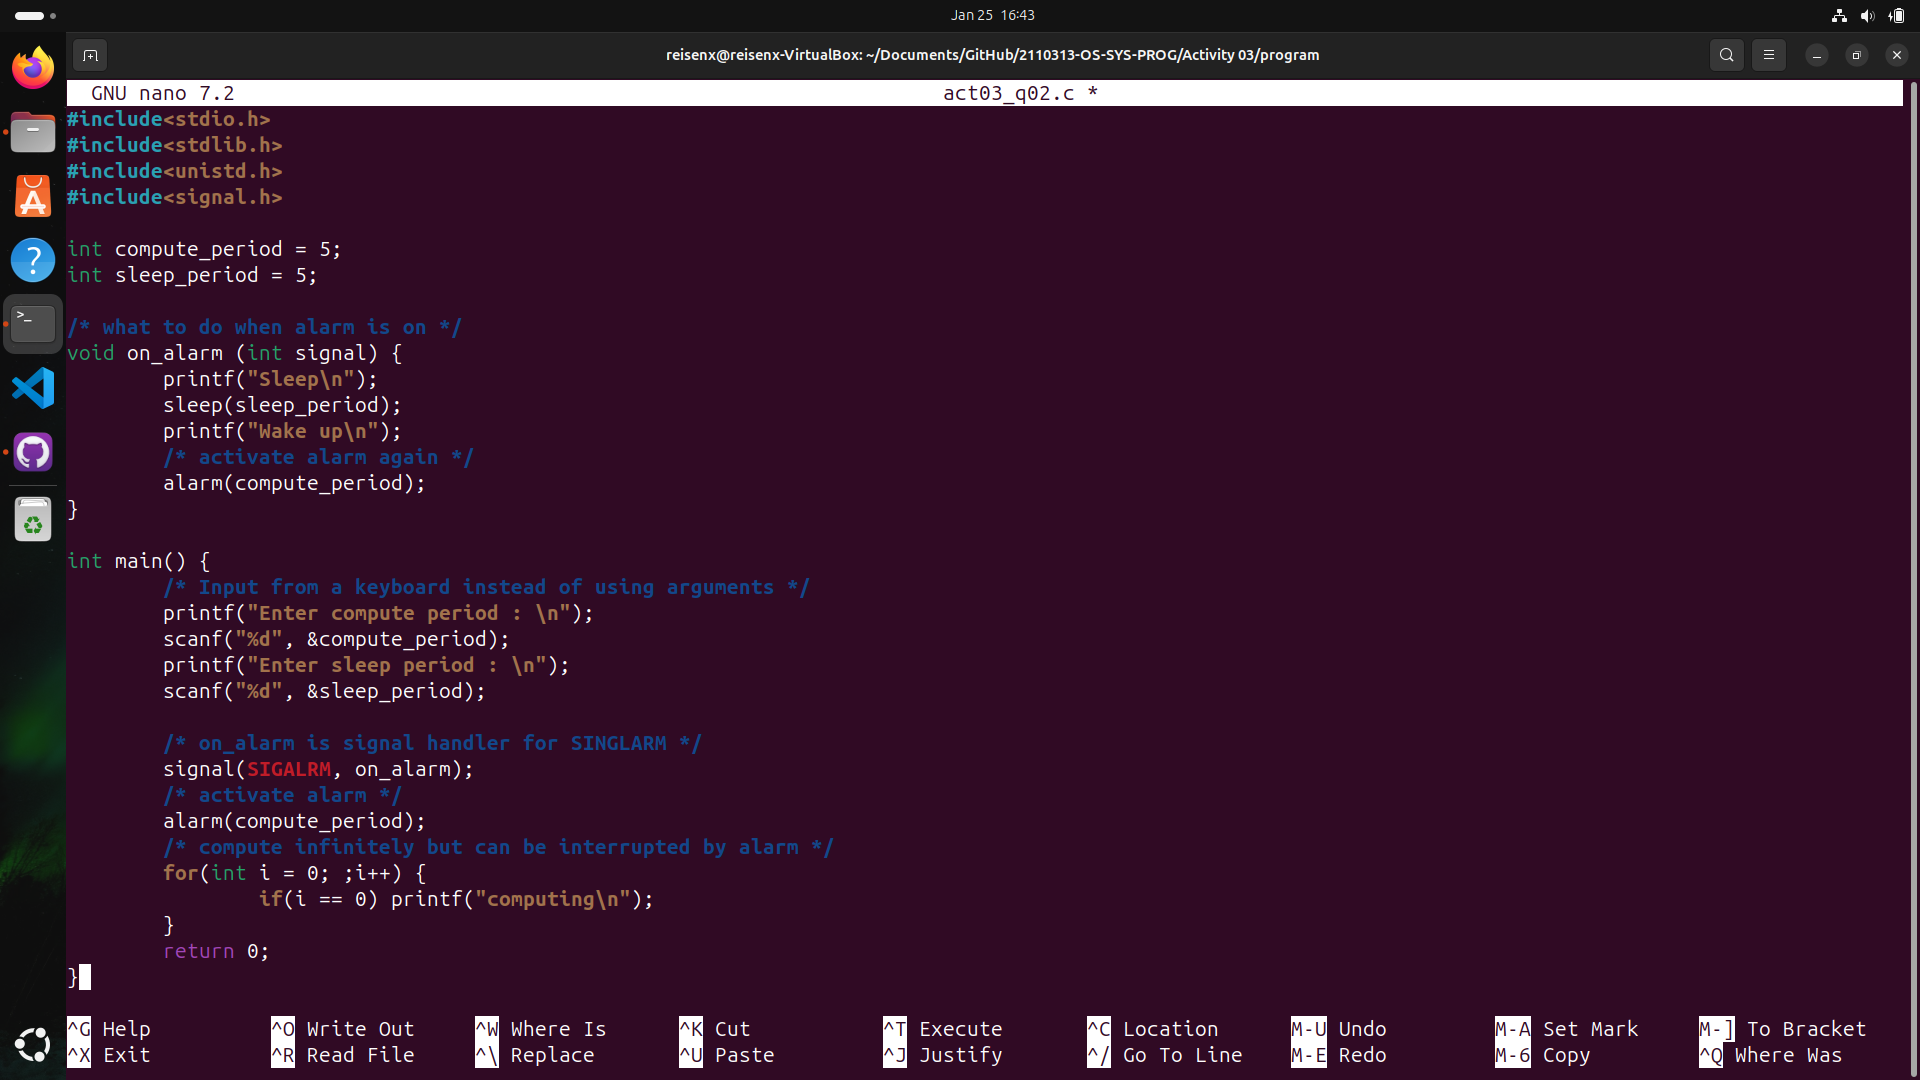 Jan 25 16:43
reisenx@reisenx-VirtualBox: ~/Documents/GitHub/2110313-OS-SYS-PROG/Activity 03/program
GNU nano 7.2 act03_q02.c *
#include<stdio.h>
#include<stdlib.h>
#include<unistd.h>
#include<signal.h>
int compute_period = 5;
int sleep_period = 5;
/* what to do when alarm is on */
void on_alarm (int signal) {
printf("Sleep\n");
sleep(sleep_period);
printf("Wake up\n");
/* activate alarm again */
alarm(compute_period);
}
int main() {
/* Input from a keyboard instead of using arguments */
printf("Enter compute period : \n");
scanf("%d", &compute_period);
printf("Enter sleep period : \n");
scanf("%d", &sleep_period);
/* on_alarm is signal handler for SINGLARM */
signal(SIGALRM, on_alarm);
/* activate alarm */
alarm(compute_period);
/* compute infinitely but can be interrupted by alarm */
for(int i = 0; ;i++) {
if(i == 0) printf("computing\n");
}
return 0;
}
^G Help ^O Write Out ^W Where Is ^K Cut ^T Execute ^C Location M-U Undo M-A Set Mark M-] To Bracket
^X Exit ^R Read File ^\ Replace ^U Paste ^J Justify ^/ Go To Line M-E Redo M-6 Copy ^Q Where Was